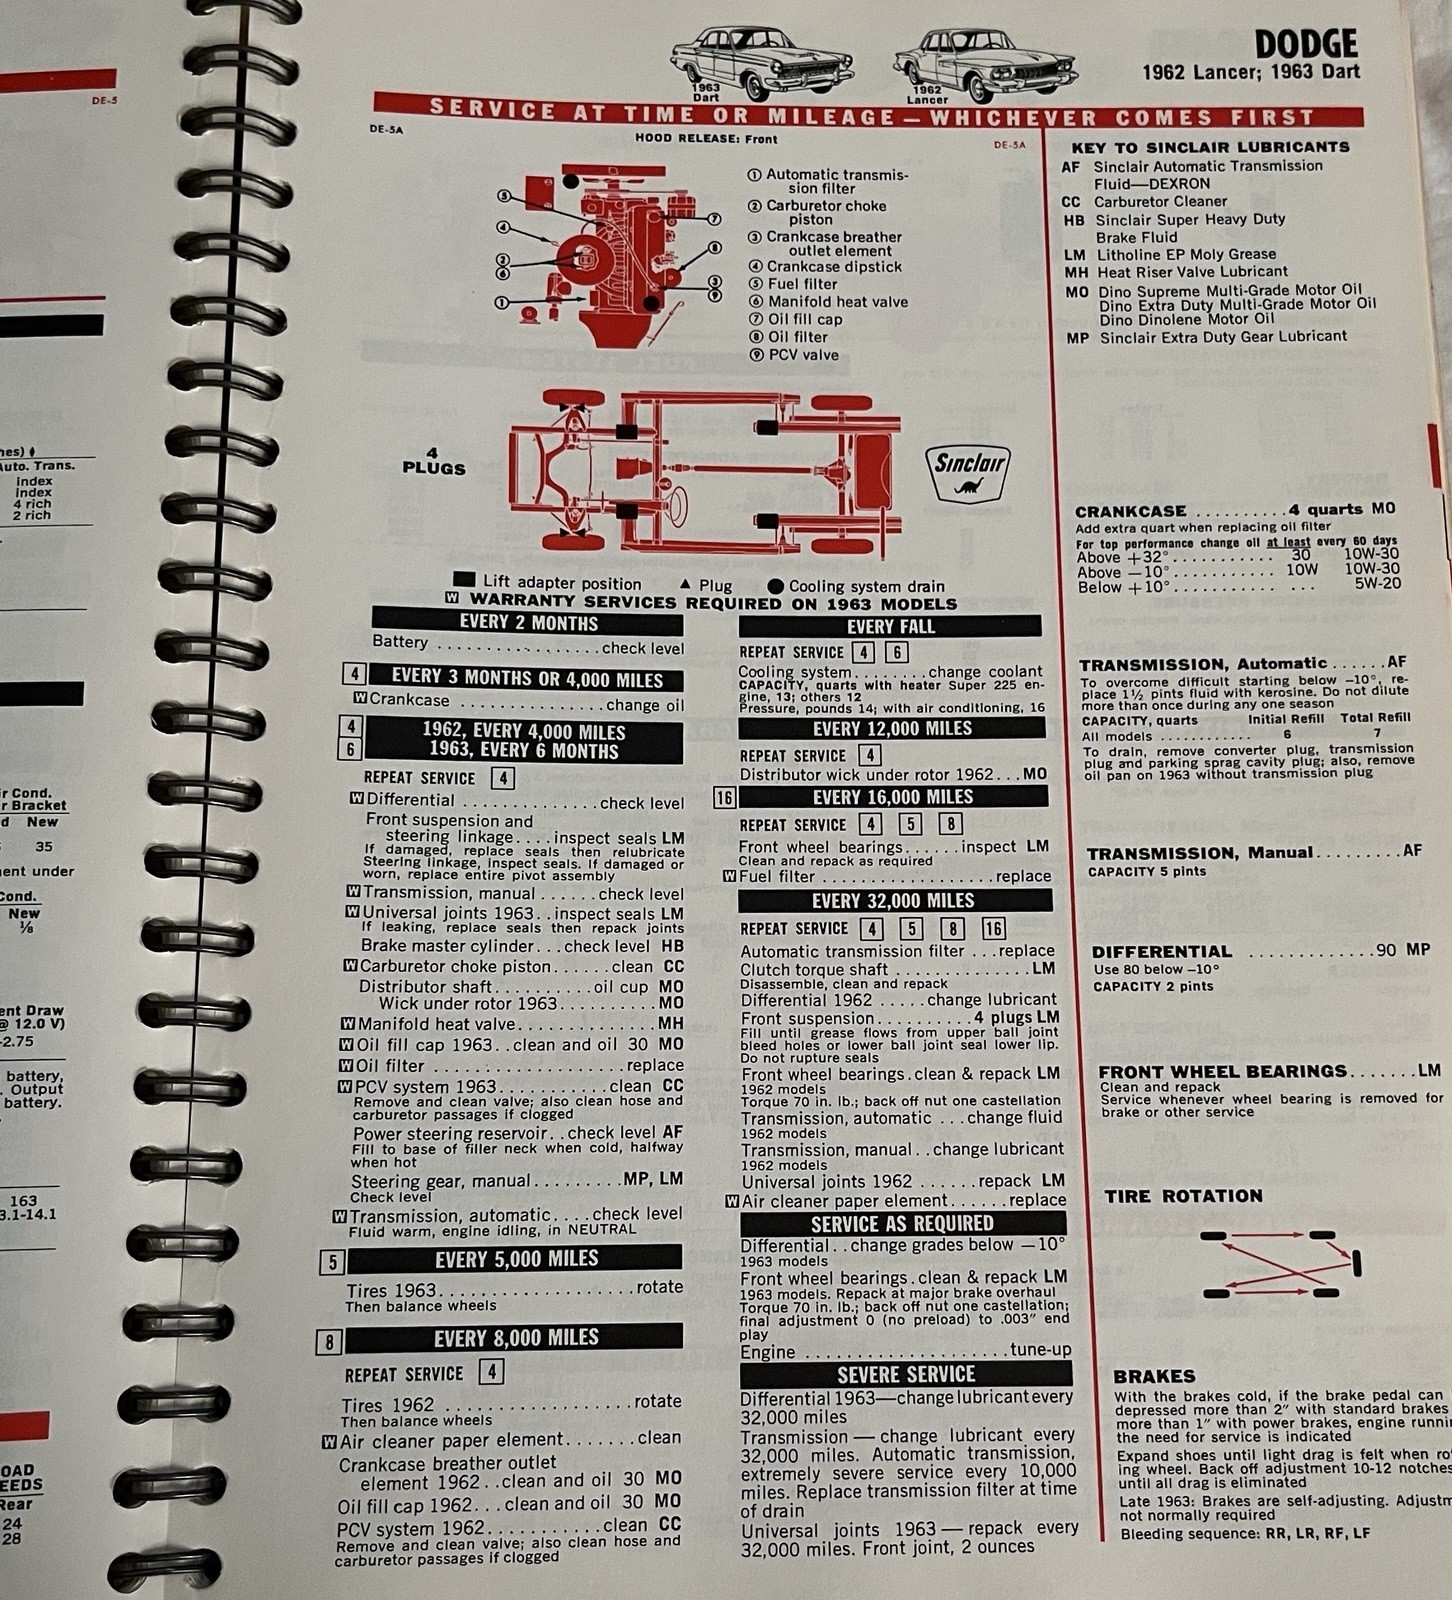 DE-5
hes)
Auto. Trans.
Index
Index
4 rich
2 rich
ir Cond.
r Bracket
d New
35
ent under
Cond.
New
1/8
ent Draw
@ 12.0 V)
-2.75
battery,
. Output
battery.
163
3.1-14.1
OAD
EEDS
Rear
24
28
DODGE
1962 Lancer; 1963 Dart
1963
Dart
1962
Lancer
SERVICE AT TIME OR MILEAGE — WHICHEVER COMES FIRST
DE-5A
HOOD RELEASE: Front
DE-5A
① Automatic transmis-
sion filter
② Carburetor choke
piston
③ Crankcase breather
outlet element
④ Crankcase dipstick
⑤ Fuel filter
⑥ Manifold heat valve
⑦ Oil fill cap
⑧ Oil filter
⑨ PCV valve
⑤
④
②
⑥
①
⑦
⑧
③
⑨
4
PLUGS
Sinclair
■ Lift adapter position ▲ Plug ● Cooling system drain
W WARRANTY SERVICES REQUIRED ON 1963 MODELS
EVERY 2 MONTHS
Battery ................check level
4 EVERY 3 MONTHS OR 4,000 MILES
W Crankcase ..............change oil
4 1962, EVERY 4,000 MILES
6 1963, EVERY 6 MONTHS
REPEAT SERVICE 4
W Differential .............check level
Front suspension and
steering linkage....inspect seals LM
If damaged, replace seals then relubricate
Steering linkage, inspect seals. If damaged or
worn, replace entire pivot assembly
W Transmission, manual ......check level
W Universal joints 1963..inspect seals LM
If leaking, replace seals then repack joints
Brake master cylinder...check level HB
W Carburetor choke piston......clean CC
Distributor shaft..........oil cup MO
Wick under rotor 1963..........MO
W Manifold heat valve..............MH
W Oil fill cap 1963..clean and oil 30 MO
W Oil filter ....................replace
W PCV system 1963...........clean CC
Remove and clean valve; also clean hose and
carburetor passages if clogged
Power steering reservoir..check level AF
Fill to base of filler neck when cold, halfway
when hot
Steering gear, manual.........MP, LM
Check level
W Transmission, automatic....check level
Fluid warm, engine idling, in NEUTRAL
5 EVERY 5,000 MILES
Tires 1963......................rotate
Then balance wheels
8 EVERY 8,000 MILES
REPEAT SERVICE 4
Tires 1962 ....................rotate
Then balance wheels
W Air cleaner paper element.......clean
Crankcase breather outlet
element 1962..clean and oil 30 MO
Oil fill cap 1962...clean and oil 30 MO
PCV system 1962............clean CC
Remove and clean valve; also clean hose and
carburetor passages if clogged
EVERY FALL
REPEAT SERVICE 4 6
Cooling system........change coolant
CAPACITY, quarts with heater Super 225 en-
gine, 13; others 12
Pressure, pounds 14; with air conditioning, 16
EVERY 12,000 MILES
REPEAT SERVICE 4
Distributor wick under rotor 1962...MO
16 EVERY 16,000 MILES
REPEAT SERVICE 4 5 8
Front wheel bearings......inspect LM
Clean and repack as required
W Fuel filter ...................replace
EVERY 32,000 MILES
REPEAT SERVICE 4 5 8 16
Automatic transmission filter ...replace
Clutch torque shaft ..............LM
Disassemble, clean and repack
Differential 1962 .....change lubricant
Front suspension..........4 plugs LM
Fill until grease flows from upper ball joint
bleed holes or lower ball joint seal lower lip.
Do not rupture seals
Front wheel bearings.clean & repack LM
1962 models
Torque 70 in. lb.; back off nut one castellation
Transmission, automatic ...change fluid
1962 models
Transmission, manual..change lubricant
1962 models
Universal joints 1962 ......repack LM
W Air cleaner paper element......replace
SERVICE AS REQUIRED
Differential..change grades below —10°
1963 models
Front wheel bearings.clean & repack LM
1963 models. Repack at major brake overhaul
Torque 70 in. lb.; back off nut one castellation;
final adjustment 0 (no preload) to .003″ end
play
Engine .....................tune-up
SEVERE SERVICE
Differential 1963—change lubricant every
32,000 miles
Transmission — change lubricant every
32,000 miles. Automatic transmission,
extremely severe service every 10,000
miles. Replace transmission filter at time
of drain
Universal joints 1963 — repack every
32,000 miles. Front joint, 2 ounces
KEY TO SINCLAIR LUBRICANTS
AF Sinclair Automatic Transmission
Fluid—DEXRON
CC Carburetor Cleaner
HB Sinclair Super Heavy Duty
Brake Fluid
LM Litholine EP Moly Grease
MH Heat Riser Valve Lubricant
MO Dino Supreme Multi-Grade Motor Oil
Dino Extra Duty Multi-Grade Motor Oil
Dino Dinolene Motor Oil
MP Sinclair Extra Duty Gear Lubricant
CRANKCASE ..........4 quarts MO
Add extra quart when replacing oil filter
For top performance change oil at least every 60 days
Above +32°........... 30 10W-30
Above —10°........... 10W 10W-30
Below +10°........... ... 5W-20
TRANSMISSION, Automatic......AF
To overcome difficult starting below —10°, re-
place 1½ pints fluid with kerosine. Do not dilute
more than once during any one season
CAPACITY, quarts Initial Refill Total Refill
All models ............ 6 7
To drain, remove converter plug, transmission
plug and parking sprag cavity plug; also, remove
oil pan on 1963 without transmission plug
TRANSMISSION, Manual.........AF
CAPACITY 5 pints
DIFFERENTIAL .............90 MP
Use 80 below —10°
CAPACITY 2 pints
FRONT WHEEL BEARINGS.......LM
Clean and repack
Service whenever wheel bearing is removed for
brake or other service
TIRE ROTATION
BRAKES
With the brakes cold, if the brake pedal can
depressed more than 2″ with standard brakes
more than 1″ with power brakes, engine runni
the need for service is indicated
Expand shoes until light drag is felt when ro
ing wheel. Back off adjustment 10-12 notches
until all drag is eliminated
Late 1963: Brakes are self-adjusting. Adjustm
not normally required
Bleeding sequence: RR, LR, RF, LF